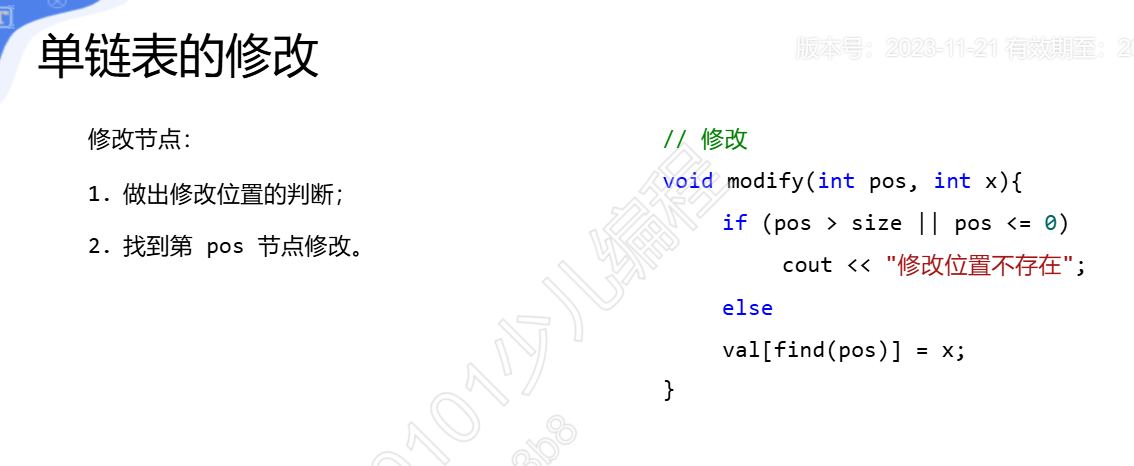 单链表的修改
版本号：2023-11-21 有效期至：20
修改节点：
1. 做出修改位置的判断；
2. 找到第 pos 节点修改。
// 修改
void modify(int pos, int x){
if (pos > size || pos <= 0)
cout << "修改位置不存在";
else
val[find(pos)] = x;
}
0101少儿编程
3b8